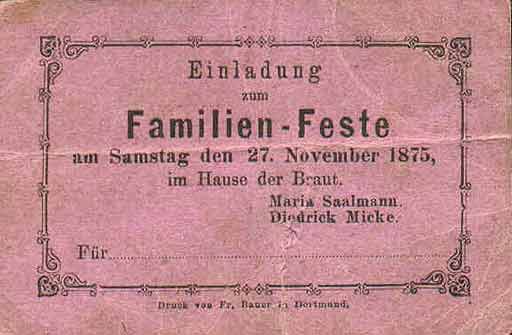 Einladung
zum
Familien-Feste
am Samstag den 27. November 1875,
im Hause der Braut.
Maria Saalmann.
Diedrick Micke.
Für
Druck von Fr. Bauer in Dortmund.